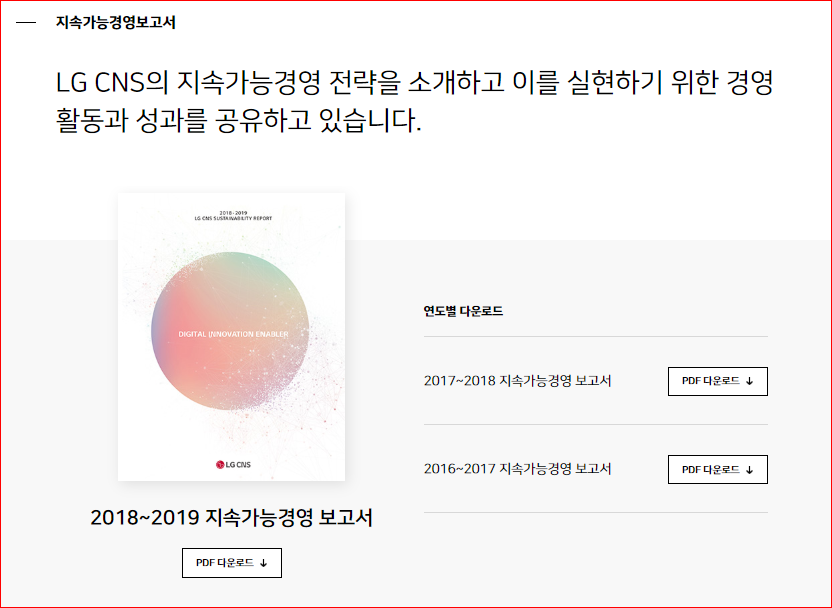 지속가능경영보고서
LG CNS의 지속가능경영 전략을 소개하고 이를 실현하기 위한 경영
활동과 성과를 공유하고 있습니다.
2018-2019
LG CNS SUSTAINABILITY REPORT
DIGITAL INNOVATION ENABLER
LG CNS
2018~2019 지속가능경영 보고서
PDF 다운로드 ↓
연도별 다운로드
2017~2018 지속가능경영 보고서
PDF 다운로드 ↓
2016~2017 지속가능경영 보고서
PDF 다운로드 ↓